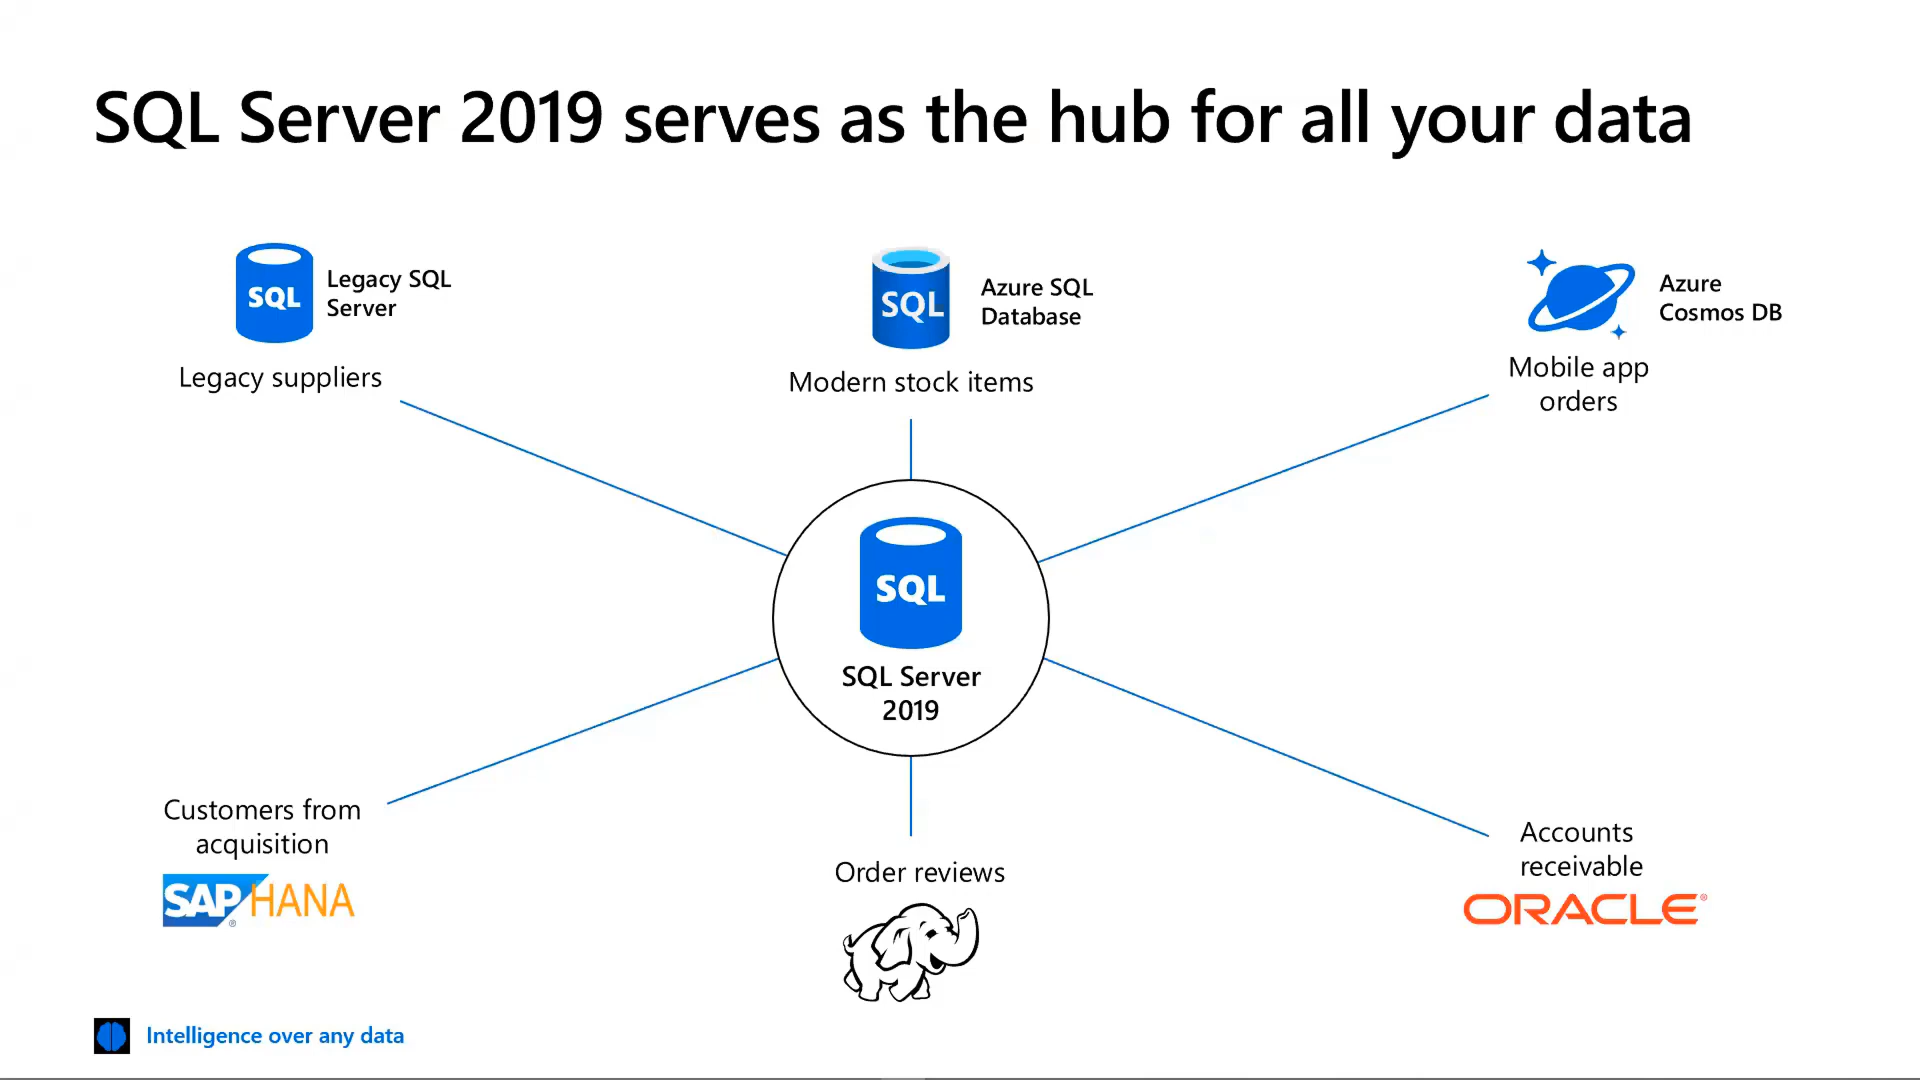 SQL Server 2019 serves as the hub for all your data
SQL
Legacy SQL
Server
Legacy suppliers
SQL
Azure SQL
Database
Modern stock items
Azure
Cosmos DB
Mobile app
orders
SQL
SQL Server
2019
Customers from
acquisition
SAP HANA
®
Order reviews
Accounts
receivable
ORACLE®
Intelligence over any data